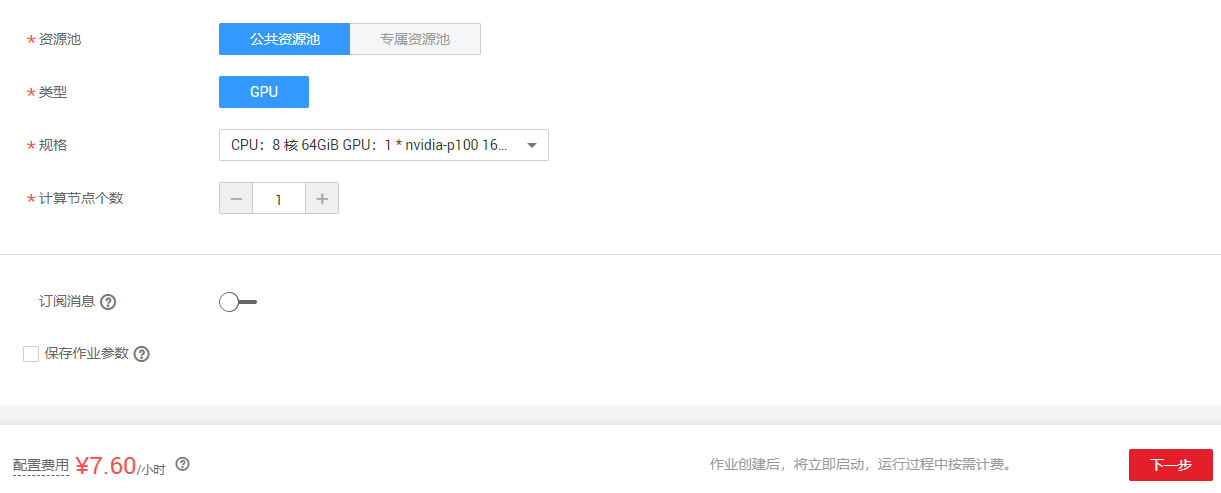 * 资源池 公共资源池 专属资源池
* 类型 GPU
* 规格 CPU：8 核 64GiB GPU：1 * nvidia-p100 16...
* 计算节点个数 − 1 +
订阅消息 ?
保存作业参数 ?
配置费用 ¥7.60/小时 ? 作业创建后，将立即启动，运行过程中按需计费。 下一步